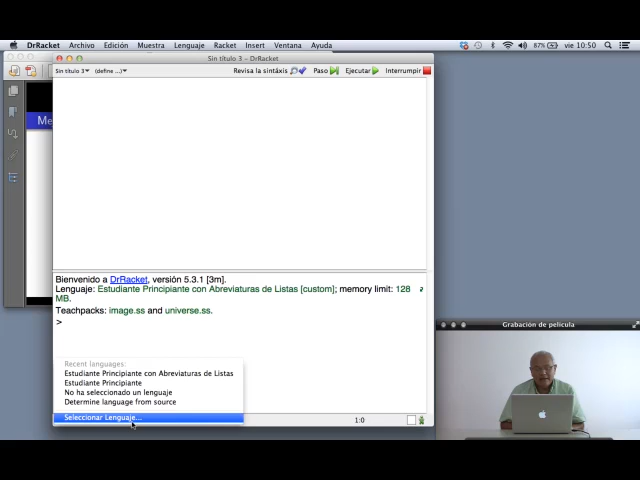 DrRacket Archivo Edición Muestra Lenguaje Racket Insert Ventana Ayuda 87% vie 10:50
Sin título 3 - DrRacket
Sin título 3 (define ...) Revisa la sintáxis Paso Ejecutar Interrumpir
Me
Bienvenido a DrRacket, versión 5.3.1 [3m].
Lenguaje: Estudiante Principiante con Abreviaturas de Listas [custom]; memory limit: 128
MB.
Teachpacks: image.ss and universe.ss.
>
Grabación de película
Recent languages:
Estudiante Principiante con Abreviaturas de Listas
Estudiante Principiante
No ha seleccionado un lenguaje
Determine language from source
Seleccionar Lenguaje...
1:0